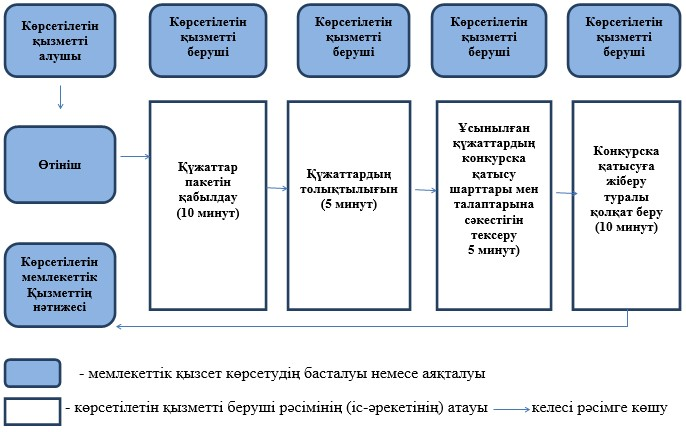 Көрсетілетін
қызметті
алушы
Көрсетілетін
қызметті
беруші
Көрсетілетін
қызметті
беруші
Көрсетілетін
қызметті
беруші
Көрсетілетін
қызметті
беруші
Өтініш
Құжаттар
пакетін
қабылдау
(10 минут)
Құжаттардың
толықтылығын
(5 минут)
Ұсынылған
құжаттардың
конкурска
қатысу
шарттары мен
талаптарына
сәкестігін
тексеру
5 минут)
Конкурска
қатысуға
жіберу
туралы
қолқат беру
(10 минут)
Көрсетілетін
мемлекеттік
Қызметтің
нәтижесі
- мемлекеттік қызсет көрсетудің басталуы немесе аяқталуы
- көрсетілетін қызметті беруші рәсімінің (іс-әрекетінің) атауы келесі рәсімге көшу